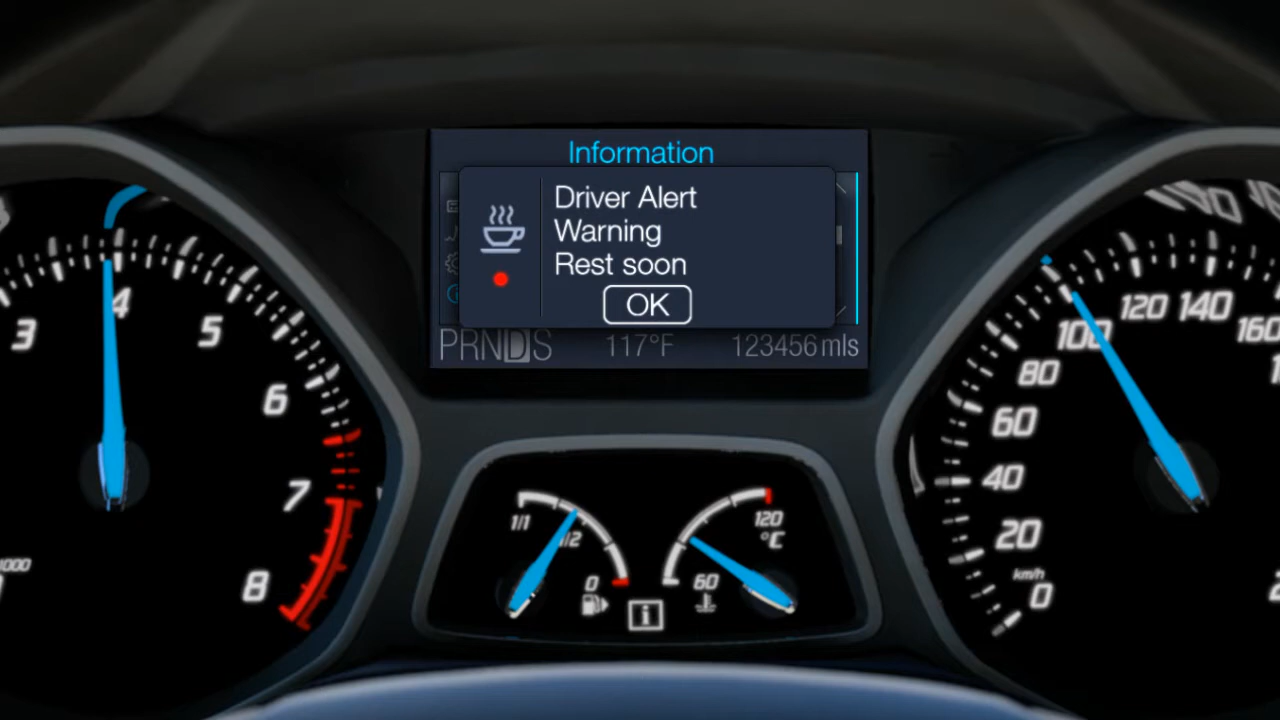 Information
Driver Alert
Warning
Rest soon
OK
PRNDS 117°F 123456 mls
3
4
5
6
7
8
1/1
1/2
0
120
°C
60
i
0
20
40
60
80
100
120
140
160
km/h